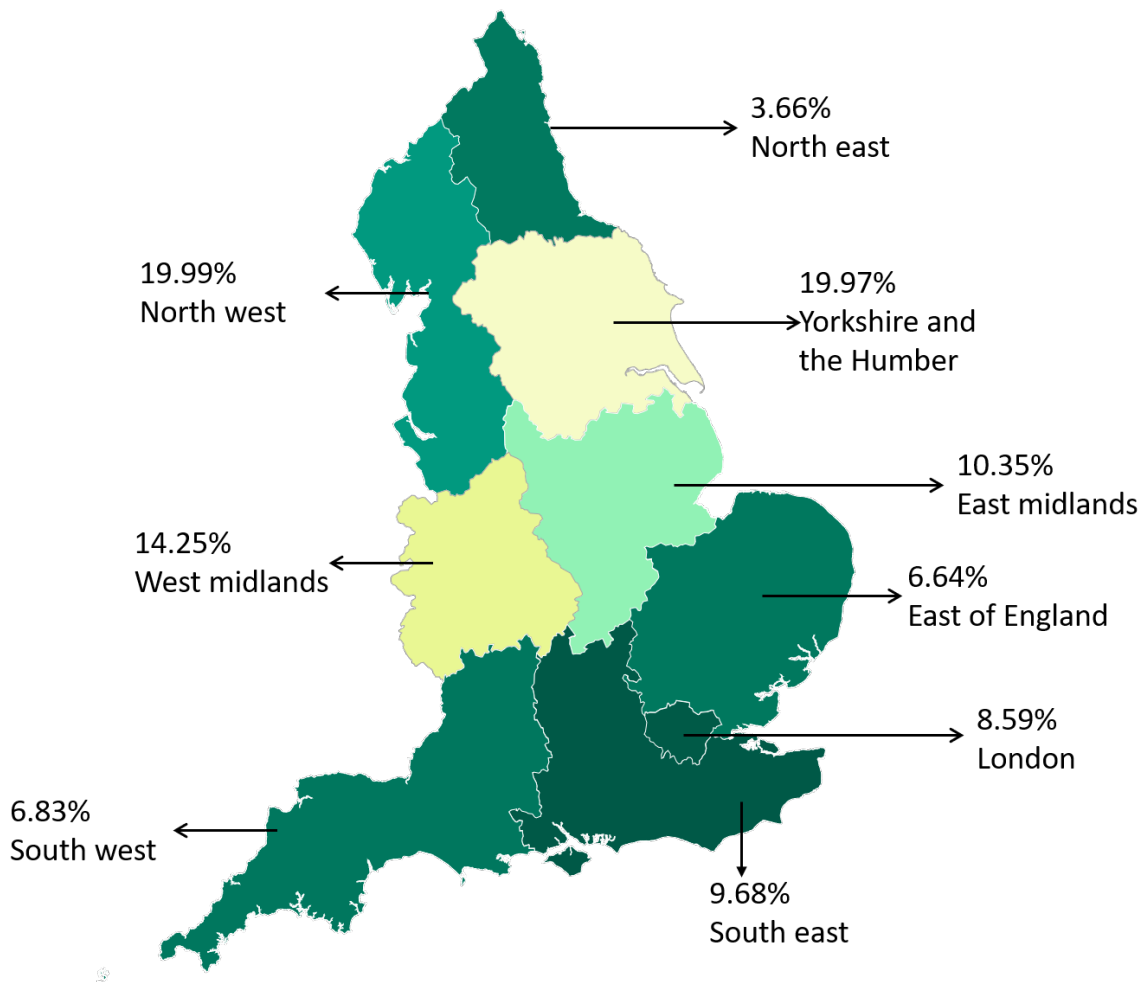 3.66%
North east
19.99%
North west
19.97%
Yorkshire and
the Humber
10.35%
East midlands
14.25%
West midlands
6.64%
East of England
8.59%
London
6.83%
South west
9.68%
South east